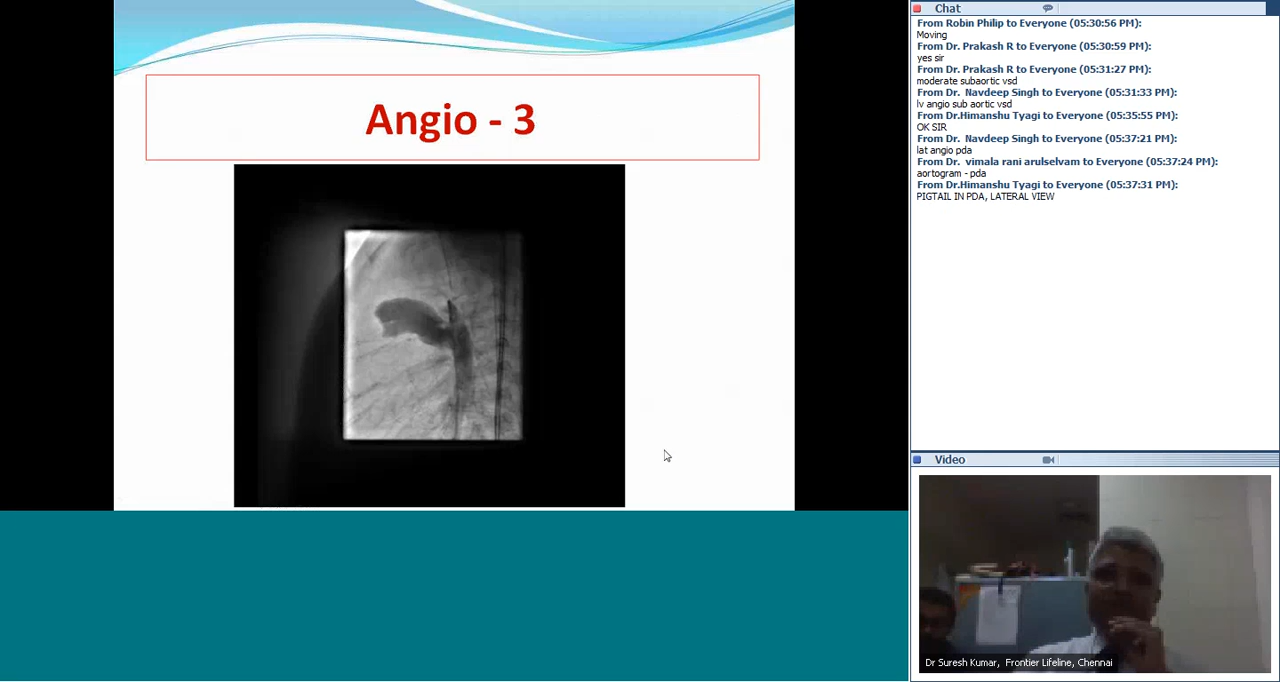 Angio - 3
Chat
From Robin Philip to Everyone (05:30:56 PM):
Moving
From Dr. Prakash R to Everyone (05:30:59 PM):
yes sir
From Dr. Prakash R to Everyone (05:31:27 PM):
moderate subaortic vsd
From Dr.  Navdeep Singh to Everyone (05:31:33 PM):
lv angio sub aortic vsd
From Dr.Himanshu Tyagi to Everyone (05:35:55 PM):
OK SIR
From Dr.  Navdeep Singh to Everyone (05:37:21 PM):
lat angio pda
From Dr.  vimala rani arulselvam to Everyone (05:37:24 PM):
aortogram - pda
From Dr.Himanshu Tyagi to Everyone (05:37:31 PM):
PIGTAIL IN PDA, LATERAL VIEW
Video
Dr Suresh Kumar,  Frontier Lifeline, Chennai